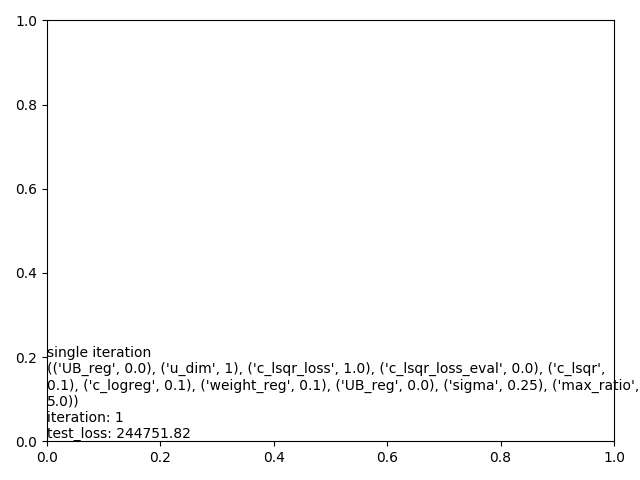 1.0
0.8
0.6
0.4
0.2
0.0
single iteration
(('UB_reg', 0.0), ('u_dim', 1), ('c_lsqr_loss', 1.0), ('c_lsqr_loss_eval', 0.0), ('c_lsqr',
0.1), ('c_logreg', 0.1), ('weight_reg', 0.1), ('UB_reg', 0.0), ('sigma', 0.25), ('max_ratio',
5.0))
iteration: 1
test_loss: 244751.82
0.0 0.2 0.4 0.6 0.8 1.0